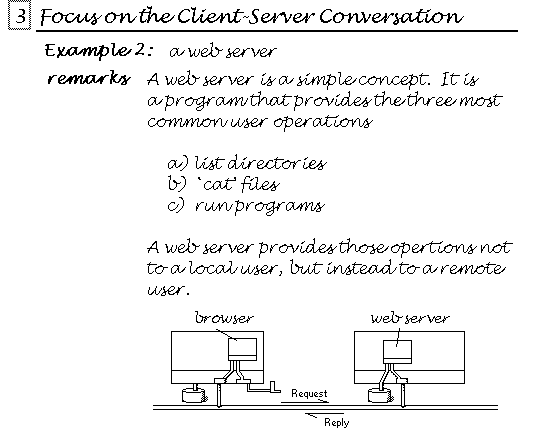 3 Focus on the Client-Server Conversation
Example 2: a web server
remarks A web server is a simple concept. It is
a program that provides the three most
common user operations
a) list directories
b) `cat' files
c) run programs
A web server provides those opertions not
to a local user, but instead to a remote
user.
browser web server
Request
Reply